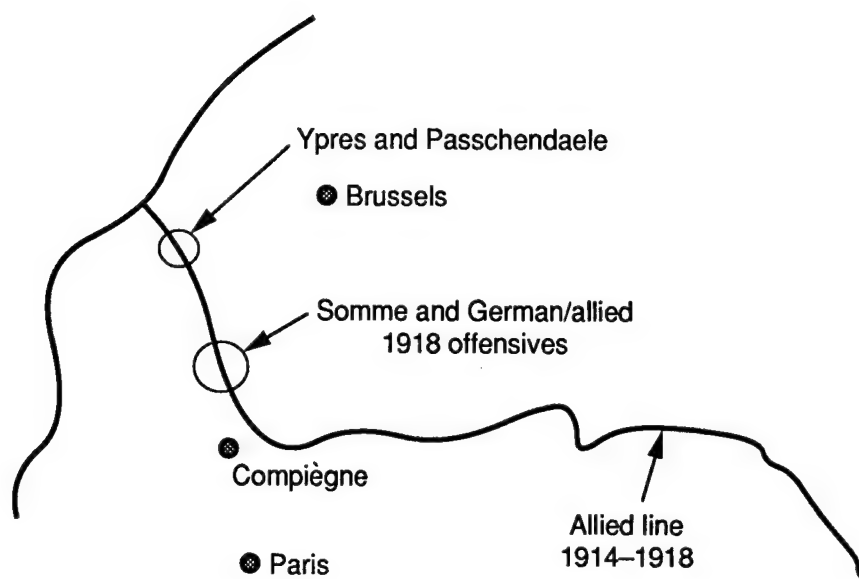 Ypres and Passchendaele
Brussels
Somme and German/allied
1918 offensives
Compiègne
Allied line
1914–1918
Paris